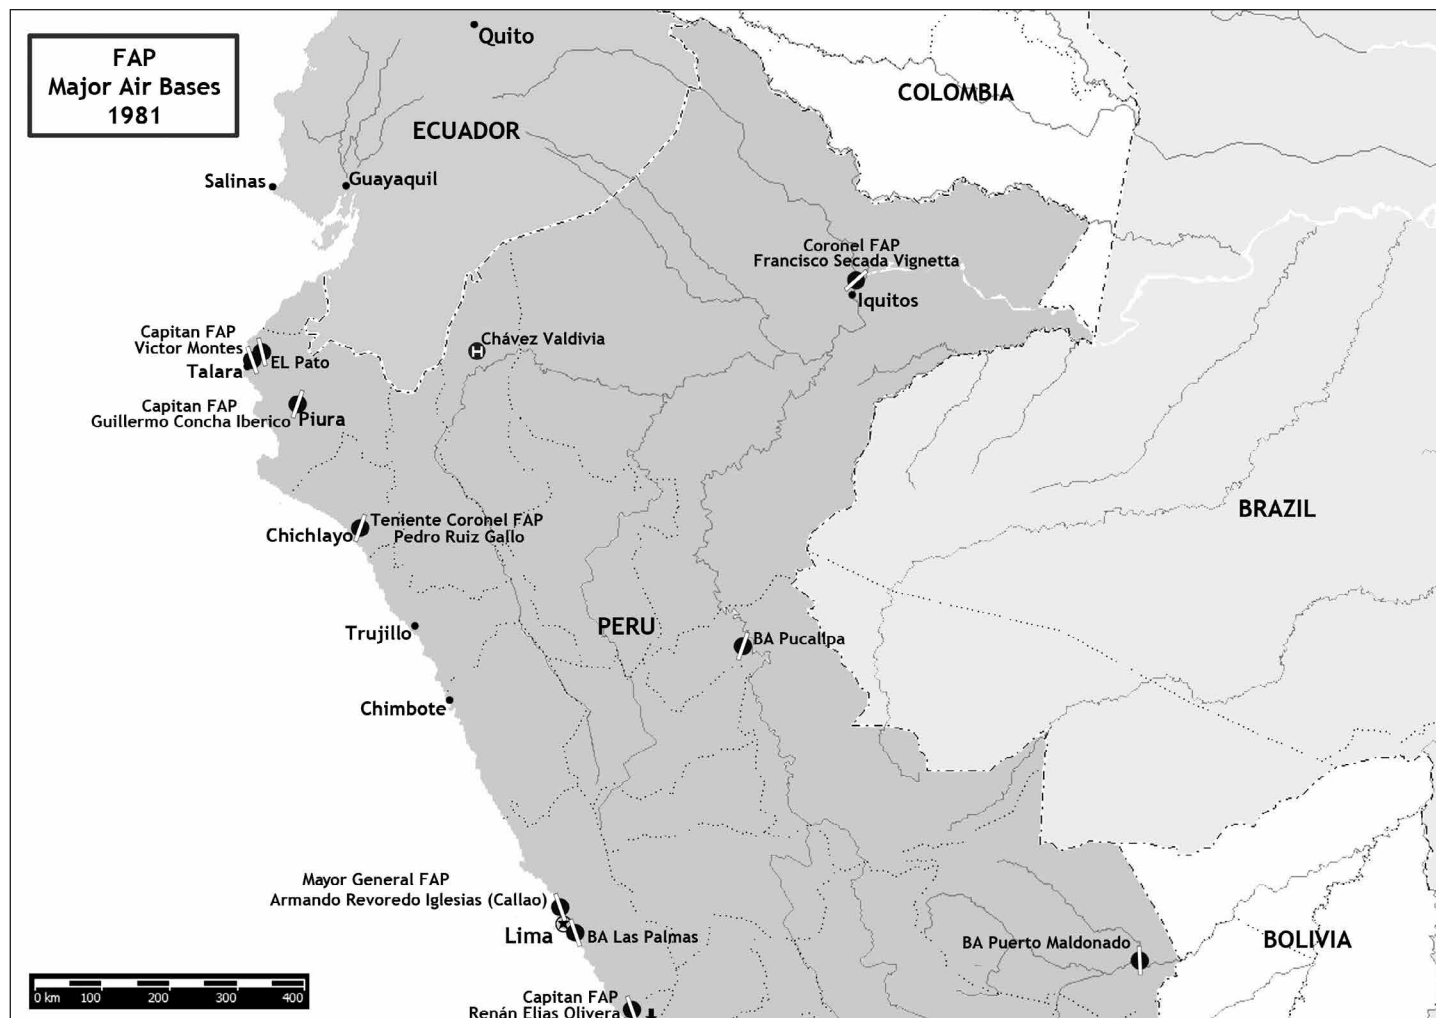 FAP
Major Air Bases
1981
Quito
COLOMBIA
ECUADOR
Salinas
Guayaquil
Coronel FAP
Francisco Secada Vignetta
Iquitos
Capitan FAP
Victor Montes
EL Pato
Talara
Chávez Valdivia
H
Capitan FAP
Guillermo Concha Iberico
Piura
BRAZIL
Teniente Coronel FAP
Pedro Ruiz Gallo
Chichlayo
PERU
Trujillo
BA Pucallpa
Chimbote
Mayor General FAP
Armando Revoredo Iglesias (Callao)
Lima
BA Las Palmas
BA Puerto Maldonado
BOLIVIA
0 km 100 200 300 400
Capitan FAP
Renán Elias Olivera